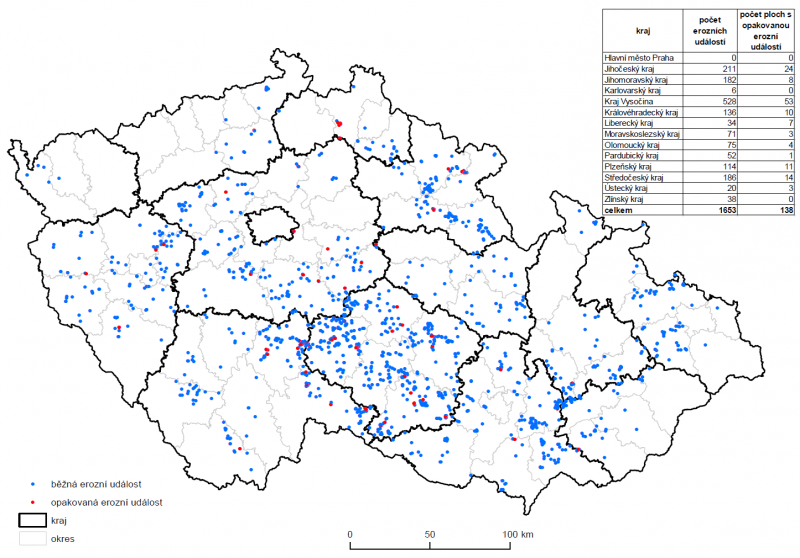 kraj počet erozních událostí počet ploch s opakovanou erozní událostí
Hlavní město Praha 0 0
Jihočeský kraj 211 24
Jihomoravský kraj 182 8
Karlovarský kraj 6 0
Kraj Vysočina 528 53
Královéhradecký kraj 136 10
Liberecký kraj 34 7
Moravskoslezský kraj 71 3
Olomoucký kraj 75 4
Pardubický kraj 52 1
Plzeňský kraj 114 11
Středočeský kraj 186 14
Ústecký kraj 20 3
Zlínský kraj 38 0
celkem 1653 138
běžná erozní událost
opakovaná erozní událost
kraj
okres
0 50 100 km